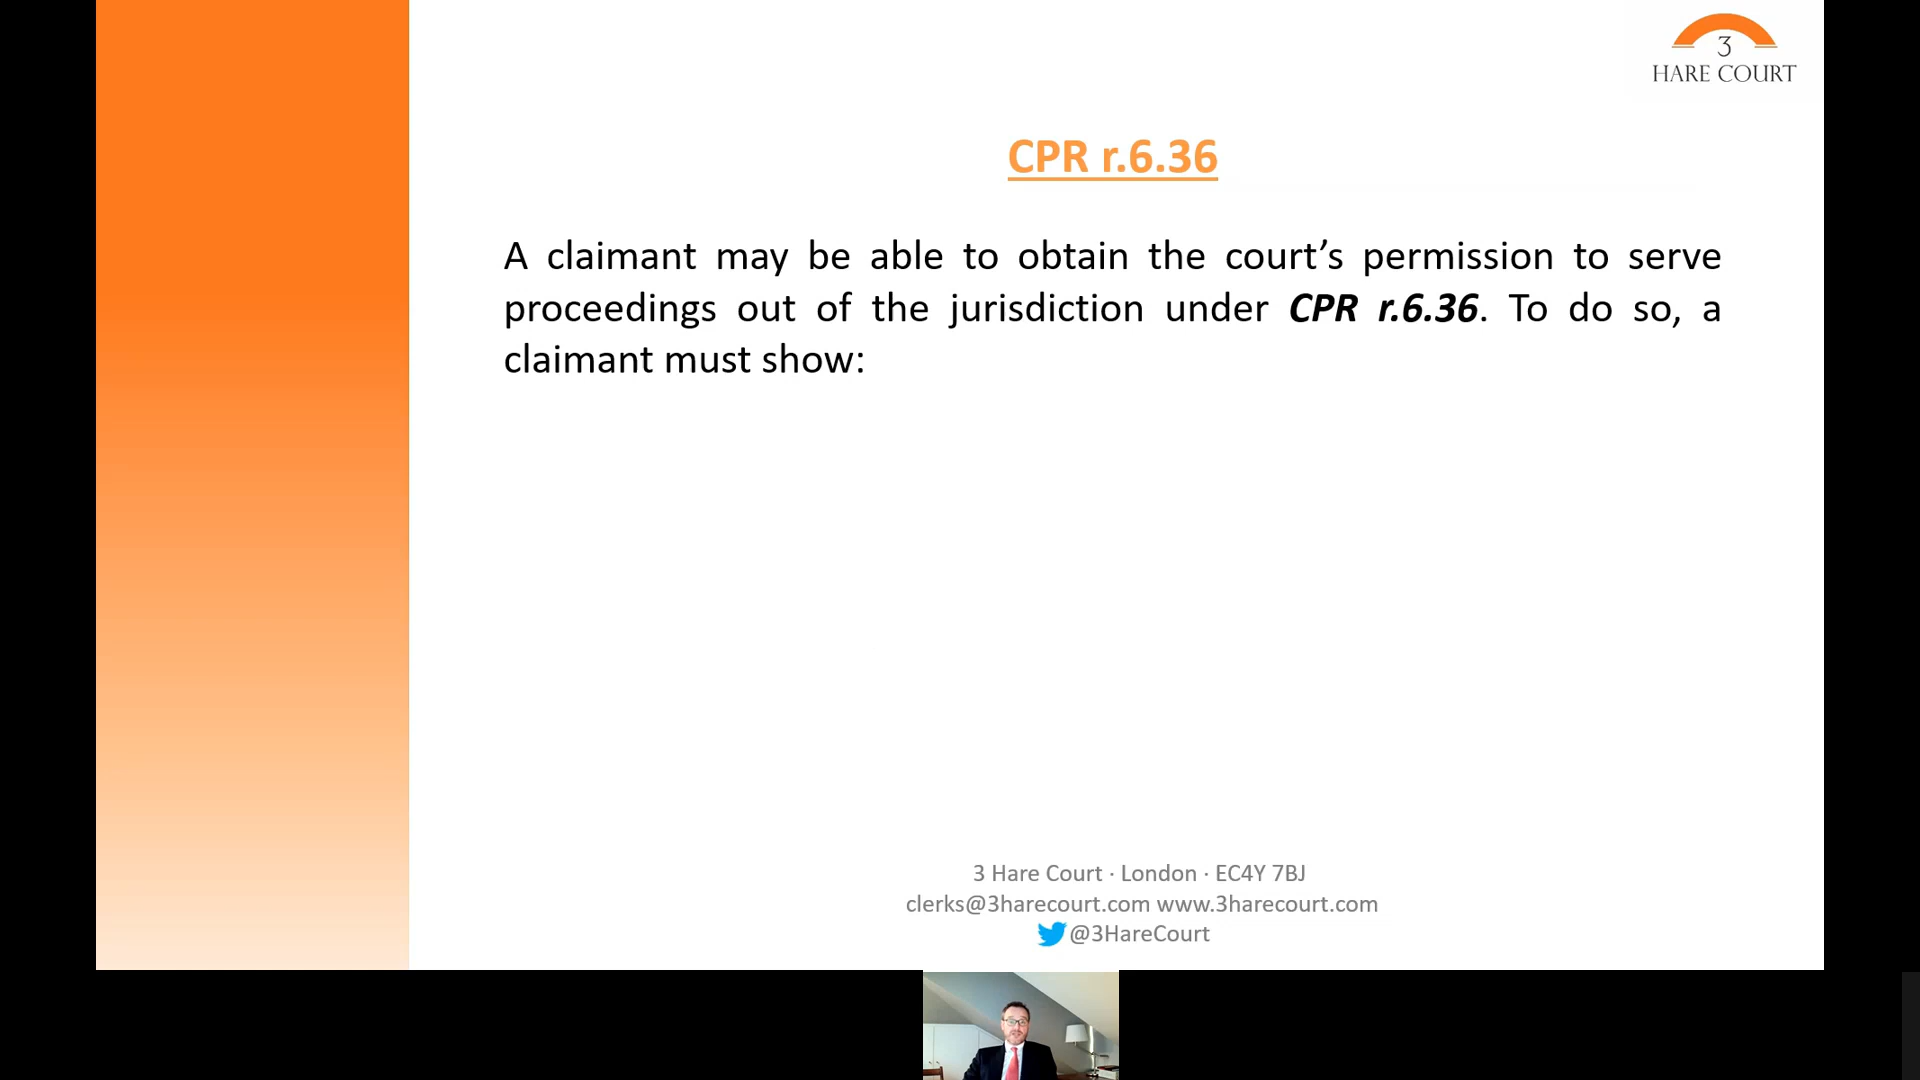 3
HARE COURT
CPR r.6.36
A claimant may be able to obtain the court’s permission to serve
proceedings out of the jurisdiction under CPR r.6.36. To do so, a
claimant must show:
3 Hare Court · London · EC4Y 7BJ
clerks@3harecourt.com www.3harecourt.com
@3HareCourt